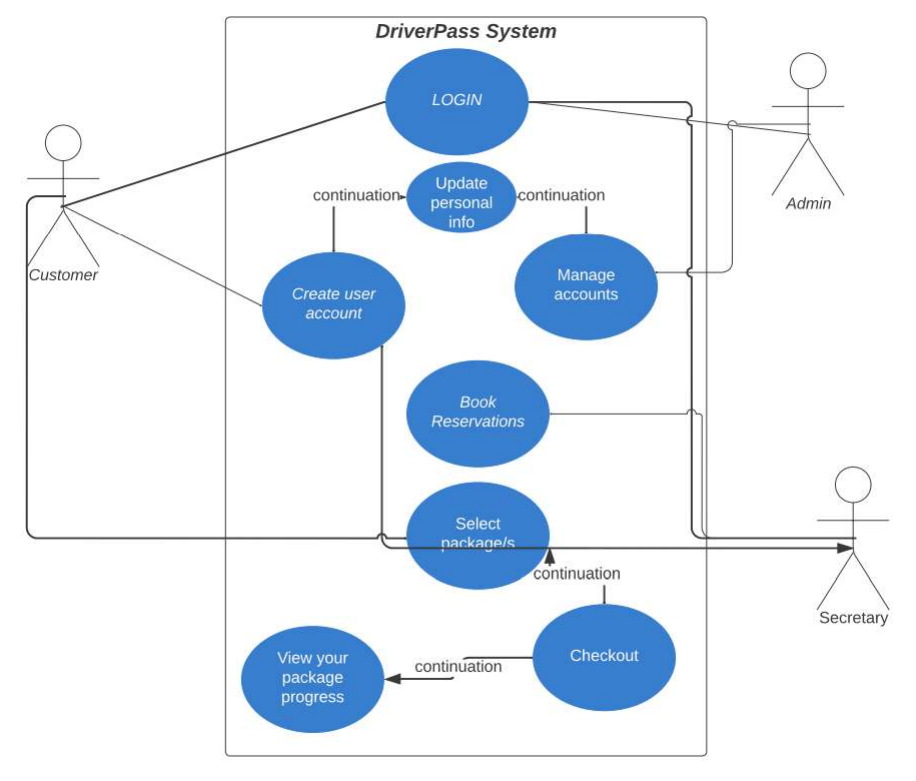 DriverPass System
LOGIN
Update
personal
info
continuation
continuation
Admin
Customer
Create user
account
Manage
accounts
Book
Reservations
Select
package/s
continuation
Secretary
Checkout
View your
package
progress
continuation